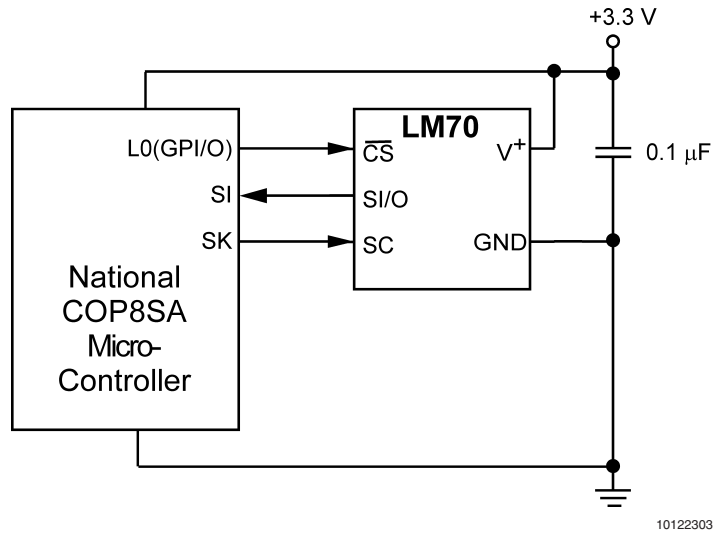 +3.3 V
LM70
L0(GPI/O)
CS
V+
0.1 μF
SI
SI/O
SK
SC
GND
National
COP8SA
Micro-
Controller
10122303